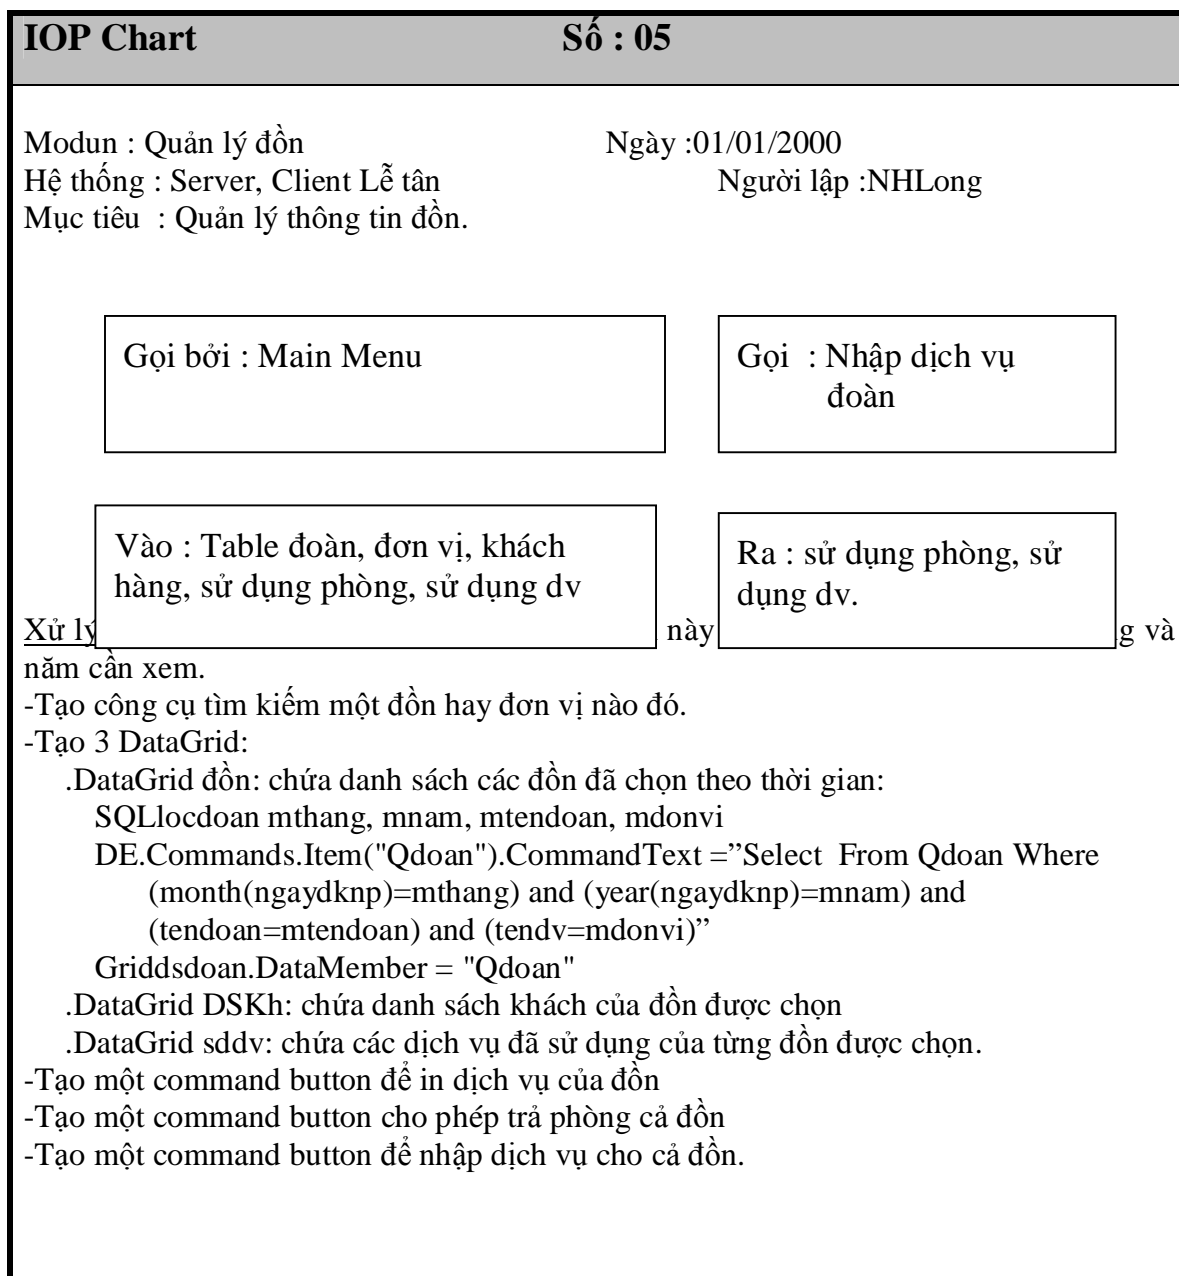 IOP Chart Số : 05
Modun : Quản lý đồn Ngày :01/01/2000
Hệ thống : Server, Client Lễ tân Người lập :NHLong
Mục tiêu : Quản lý thông tin đồn.
Gọi bởi : Main Menu
Gọi : Nhập dịch vụ
đoàn
Vào : Table đoàn, đơn vị, khách
hàng, sử dụng phòng, sử dụng dv
Ra : sử dụng phòng, sử
dụng dv.
Xử lý này và
năm cần xem.
-Tạo công cụ tìm kiếm một đồn hay đơn vị nào đó.
-Tạo 3 DataGrid:
.DataGrid đồn: chứa danh sách các đồn đã chọn theo thời gian:
SQLlocdoan mthang, mnam, mtendoan, mdonvi
DE.Commands.Item("Qdoan").CommandText =”Select From Qdoan Where
(month(ngaydknp)=mthang) and (year(ngaydknp)=mnam) and
(tendoan=mtendoan) and (tendv=mdonvi)”
Griddsdoan.DataMember = "Qdoan"
.DataGrid DSKh: chứa danh sách khách của đồn được chọn
.DataGrid sddv: chứa các dịch vụ đã sử dụng của từng đồn được chọn.
-Tạo một command button để in dịch vụ của đồn
-Tạo một command button cho phép trả phòng cả đồn
-Tạo một command button để nhập dịch vụ cho cả đồn.